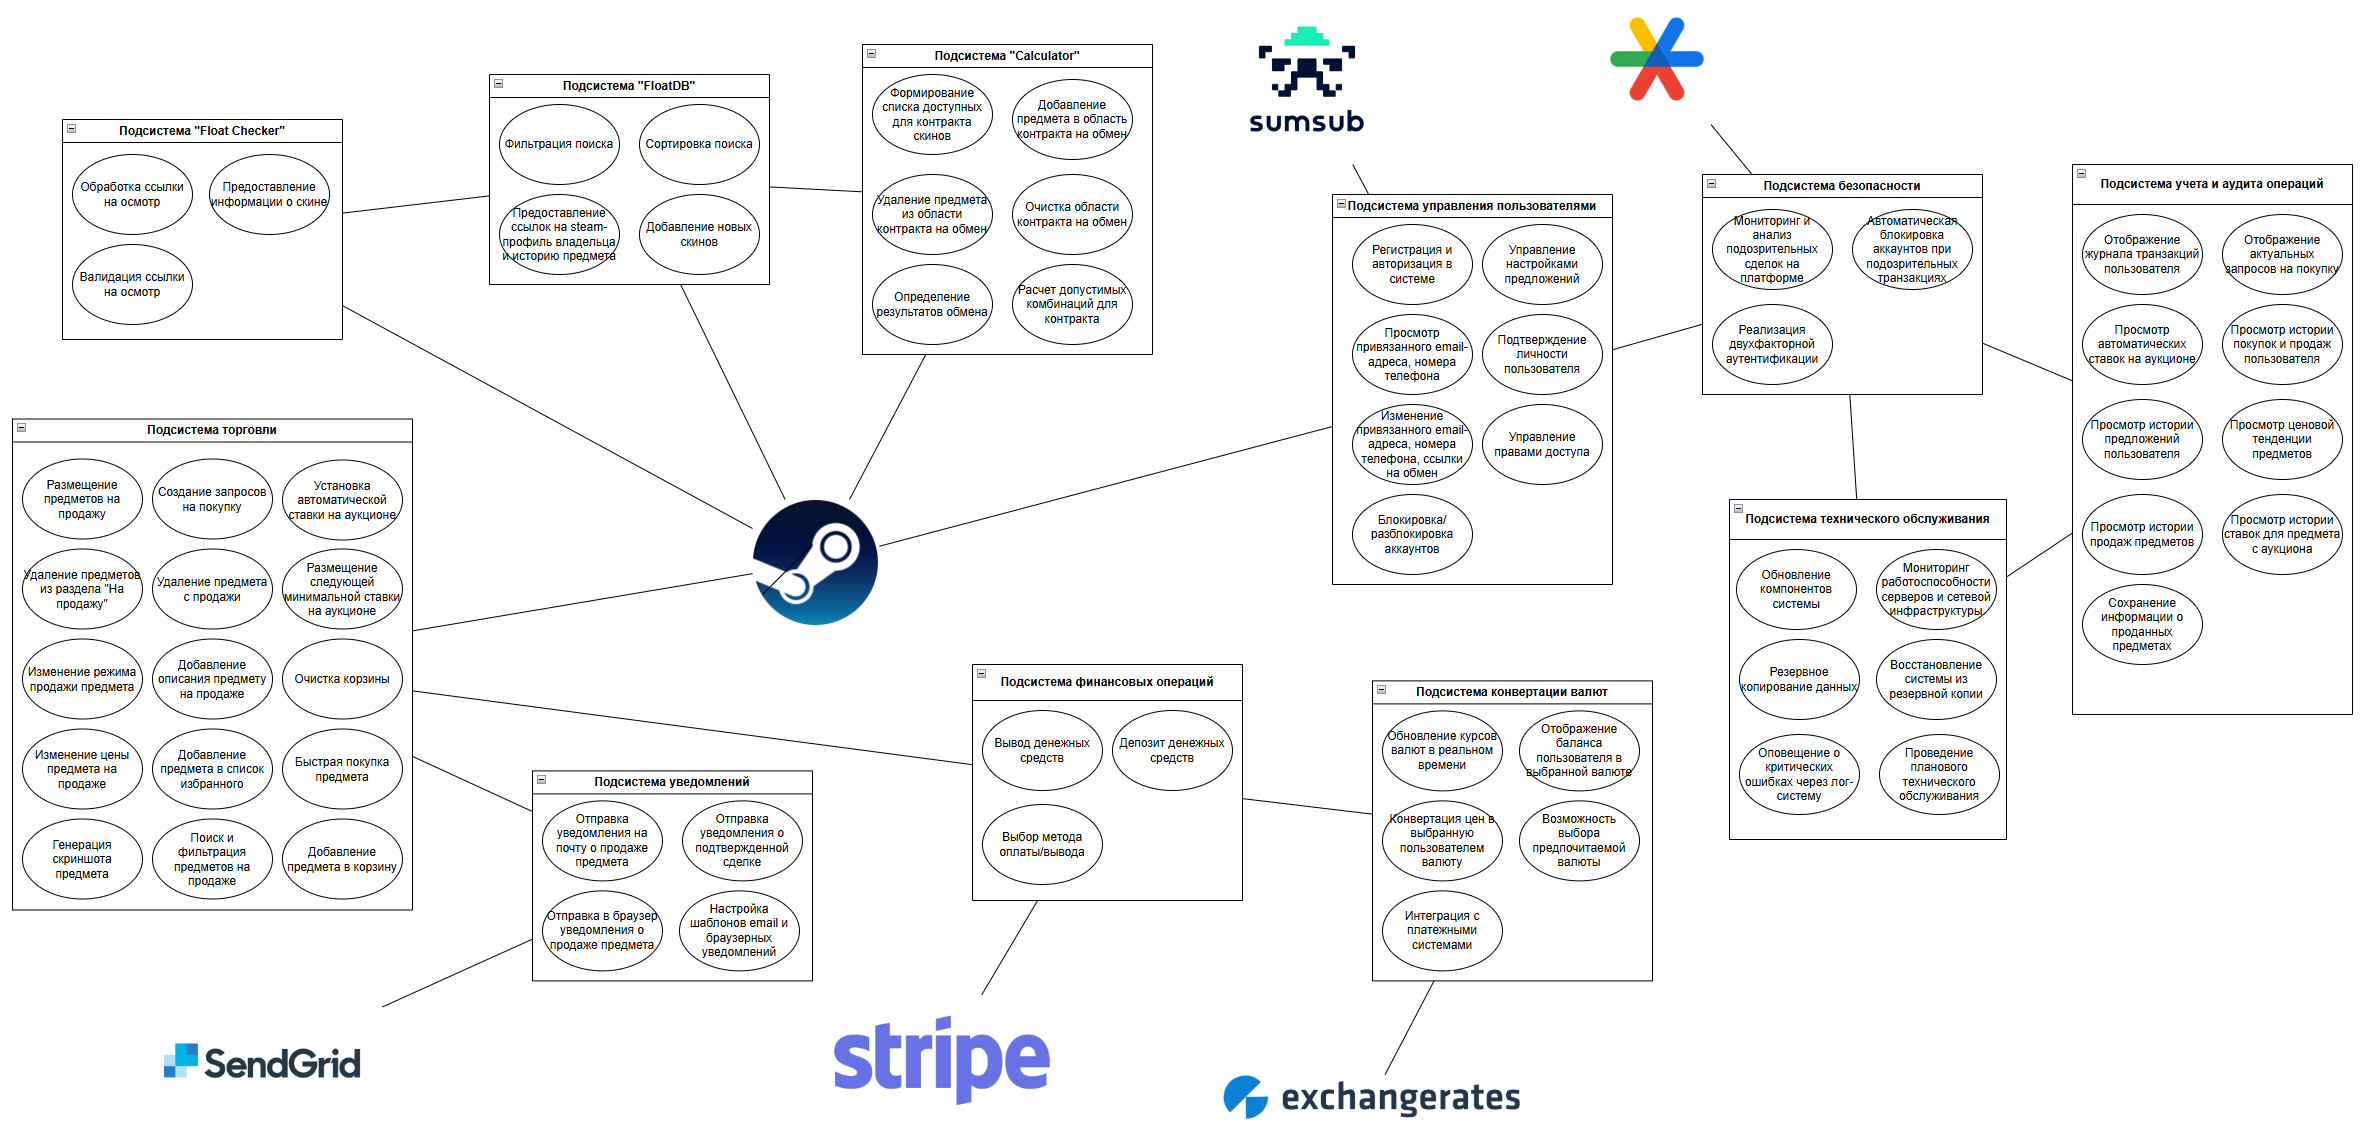 sumsub
Подсистема "Calculator"
Формирование
списка доступных
для контракта
скинов
Добавление
предмета в область
контракта на обмен
Удаление предмета
из области
контракта на обмен
Очистка области
контракта на обмен
Определение
результатов обмена
Расчет допустимых
комбинаций для
контракта
Подсистема "FloatDB"
Фильтрация поиска
Сортировка поиска
Предоставление
ссылок на steam-
профиль владельца
и историю предмета
Добавление новых
скинов
Подсистема "Float Checker"
Обработка ссылки
на осмотр
Предоставление
информации о скине
Валидация ссылки
на осмотр
Подсистема управления пользователями
Регистрация и
авторизация в
системе
Управление
настройками
предложений
Просмотр
привязанного email-
адреса, номера
телефона
Подтверждение
личности
пользователя
Изменение
привязанного email-
адреса, номера
телефона, ссылки
на обмен
Управление
правами доступа
Блокировка/
разблокировка
аккаунтов
Подсистема безопасности
Мониторинг и
анализ
подозрительных
сделок на
платформе
Автоматическая
блокировка
аккаунтов при
подозрительных
транзакциях
Реализация
двухфакторной
аутентификации
Подсистема учета и аудита операций
Отображение
журнала транзакций
пользователя
Отображение
актуальных
запросов на покупку
Просмотр
автоматических
ставок на аукционе
Просмотр истории
покупок и продаж
пользователя
Просмотр истории
предложений
пользователя
Просмотр ценовой
тенденции
предметов
Просмотр истории
продаж предметов
Просмотр истории
ставок для предмета
с аукциона
Сохранение
информации о
проданных
предметах
Подсистема торговли
Размещение
предметов на
продажу
Создание запросов
на покупку
Установка
автоматической
ставки на аукционе
Удаление предметов
из раздела "На
продажу"
Удаление предмета
с продажи
Размещение
следующей
минимальной ставки
на аукционе
Изменение режима
продажи предмета
Добавление
описания предмету
на продаже
Очистка корзины
Изменение цены
предмета на
продаже
Добавление
предмета в список
избранного
Быстрая покупка
предмета
Генерация
скриншота
предмета
Поиск и
фильтрация
предметов на
продаже
Добавление
предмета в корзину
Подсистема технического обслуживания
Обновление
компонентов
системы
Мониторинг
работоспособности
серверов и сетевой
инфраструктуры
Резервное
копирование данных
Восстановление
системы из
резервной копии
Оповещение о
критических
ошибках через лог-
систему
Проведение
планового
технического
обслуживания
Подсистема финансовых операций
Вывод денежных
средств
Депозит денежных
средств
Выбор метода
оплаты/вывода
Подсистема конвертации валют
Обновление курсов
валют в реальном
времени
Отображение
баланса
пользователя в
выбранной валюте
Конвертация цен в
выбранную
пользователем
валюту
Возможность
выбора
предпочитаемой
валюты
Интеграция с
платежными
системами
Подсистема уведомлений
Отправка
уведомления на
почту о продаже
предмета
Отправка
уведомления о
подтвержденной
сделке
Отправка в браузер
уведомления о
продаже предмета
Настройка
шаблонов email и
браузерных
уведомлений
SendGrid
stripe
exchangerates